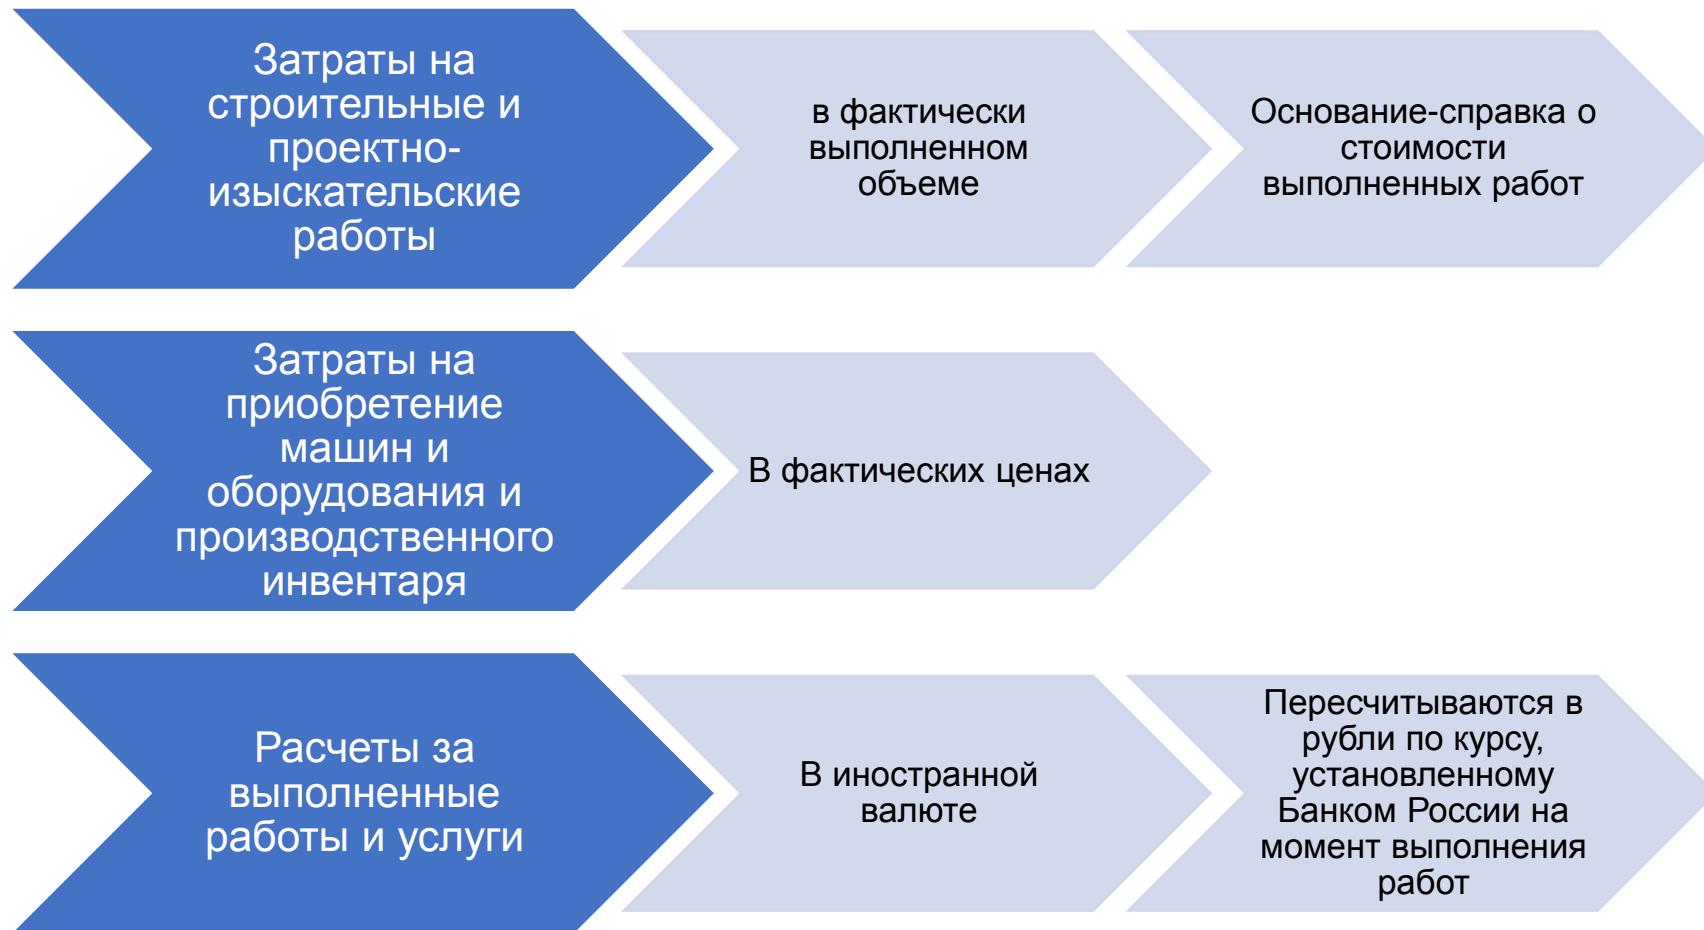 Затраты на
строительные и
проектно-
изыскательские
работы
в фактически
выполненном
объеме
Основание-справка о
стоимости
выполненных работ
Затраты на
приобретение
машин и
оборудования и
производственного
инвентаря
В фактических ценах
Расчеты за
выполненные
работы и услуги
В иностранной
валюте
Пересчитываются в
рубли по курсу,
установленному
Банком России на
момент выполнения
работ